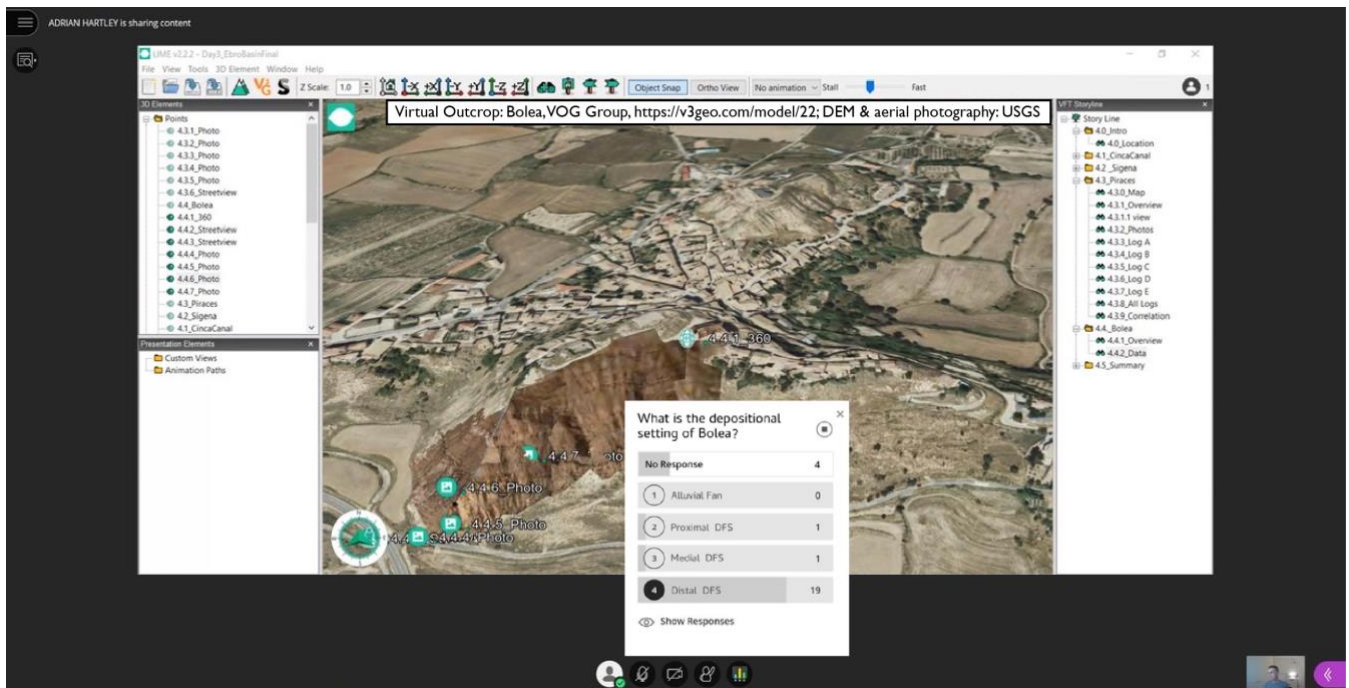 ADRIAN HARTLEY is sharing content
LIME v2.2.2 - Day3_EbroBasinFinal
File View Tools 3D Element Window Help
Z Scale: 1.0
Object Snap
Ortho View
No animation
Stall
Fast
1
3D Elements
Points
4.3.1_Photo
4.3.2_Photo
4.3.3_Photo
4.3.4_Photo
4.3.5_Photo
4.3.6_Streetview
4.4_Bolea
4.4.1_360
4.4.2_Streetview
4.4.3_Streetview
4.4.4_Photo
4.4.5_Photo
4.4.6_Photo
4.4.7_Photo
4.3_Piraces
4.2_Sigena
4.1_CincaCanal
Presentation Elements
Custom Views
Animation Paths
Virtual Outcrop: Bolea, VOG Group, https://v3geo.com/model/22; DEM & aerial photography: USGS
4.4.1_360
4.4.6_Photo
4.4.5_Photo
VFT Storyline
Story Line
4.0_Intro
4.0_Location
4.1_CincaCanal
4.2_Sigena
4.3_Piraces
4.3.0_Map
4.3.1_Overview
4.3.1.1 view
4.3.2_Photos
4.3.3_Log A
4.3.4_Log B
4.3.5_Log C
4.3.6_Log D
4.3.7_Log E
4.3.8_All Logs
4.3.9_Correlation
4.4_Bolea
4.4.1_Overview
4.4.2_Data
4.5_Summary
What is the depositional
setting of Bolea?
No Response 4
1 Alluvial Fan 0
2 Proximal DFS 1
3 Medial DFS 1
4 Distal DFS 19
Show Responses